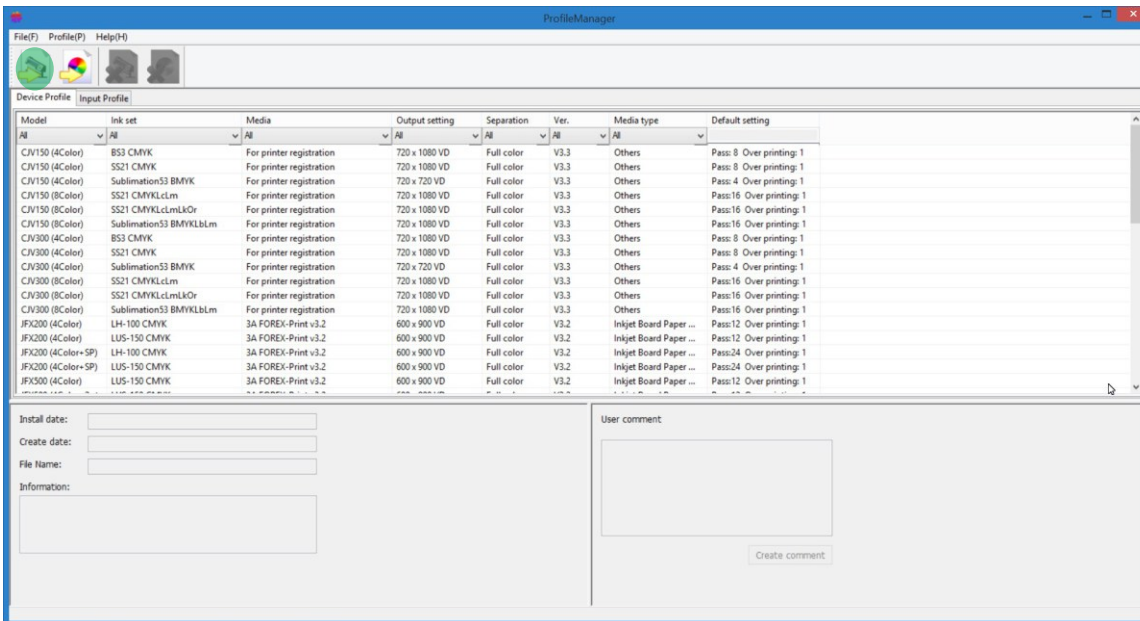 ProfileManager
File(F) Profile(P) Help(H)
Device Profile Input Profile
Model Ink set Media Output setting Separation Ver. Media type Default setting
All All All All All All All
CJV150 (4Color) BS3 CMYK For printer registration 720 x 1080 VD Full color V3.3 Others Pass: 8 Over printing: 1
CJV150 (4Color) SS21 CMYK For printer registration 720 x 1080 VD Full color V3.3 Others Pass: 8 Over printing: 1
CJV150 (4Color) Sublimation53 BMYK For printer registration 720 x 720 VD Full color V3.3 Others Pass: 4 Over printing: 1
CJV150 (8Color) SS21 CMYKLcLm For printer registration 720 x 1080 VD Full color V3.3 Others Pass:16 Over printing: 1
CJV150 (8Color) SS21 CMYKLcLmLkOr For printer registration 720 x 1080 VD Full color V3.3 Others Pass:16 Over printing: 1
CJV150 (8Color) Sublimation53 BMYKLbLm For printer registration 720 x 1080 VD Full color V3.3 Others Pass:16 Over printing: 1
CJV300 (4Color) BS3 CMYK For printer registration 720 x 1080 VD Full color V3.3 Others Pass: 8 Over printing: 1
CJV300 (4Color) SS21 CMYK For printer registration 720 x 1080 VD Full color V3.3 Others Pass: 8 Over printing: 1
CJV300 (4Color) Sublimation53 BMYK For printer registration 720 x 720 VD Full color V3.3 Others Pass: 4 Over printing: 1
CJV300 (8Color) SS21 CMYKLcLm For printer registration 720 x 1080 VD Full color V3.3 Others Pass:16 Over printing: 1
CJV300 (8Color) SS21 CMYKLcLmLkOr For printer registration 720 x 1080 VD Full color V3.3 Others Pass:16 Over printing: 1
CJV300 (8Color) Sublimation53 BMYKLbLm For printer registration 720 x 1080 VD Full color V3.3 Others Pass:16 Over printing: 1
JFX200 (4Color) LH-100 CMYK 3A FOREX-Print v3.2 600 x 900 VD Full color V3.2 Inkjet Board Paper ... Pass:12 Over printing: 1
JFX200 (4Color) LUS-150 CMYK 3A FOREX-Print v3.2 600 x 900 VD Full color V3.2 Inkjet Board Paper ... Pass:12 Over printing: 1
JFX200 (4Color+SP) LH-100 CMYK 3A FOREX-Print v3.2 600 x 900 VD Full color V3.2 Inkjet Board Paper ... Pass:24 Over printing: 1
JFX200 (4Color+SP) LUS-150 CMYK 3A FOREX-Print v3.2 600 x 900 VD Full color V3.2 Inkjet Board Paper ... Pass:24 Over printing: 1
JFX500 (4Color) LUS-150 CMYK 3A FOREX-Print v3.2 600 x 900 VD Full color V3.2 Inkjet Board Paper ... Pass:12 Over printing: 1
Install date: User comment
Create date:
File Name:
Information:
Create comment